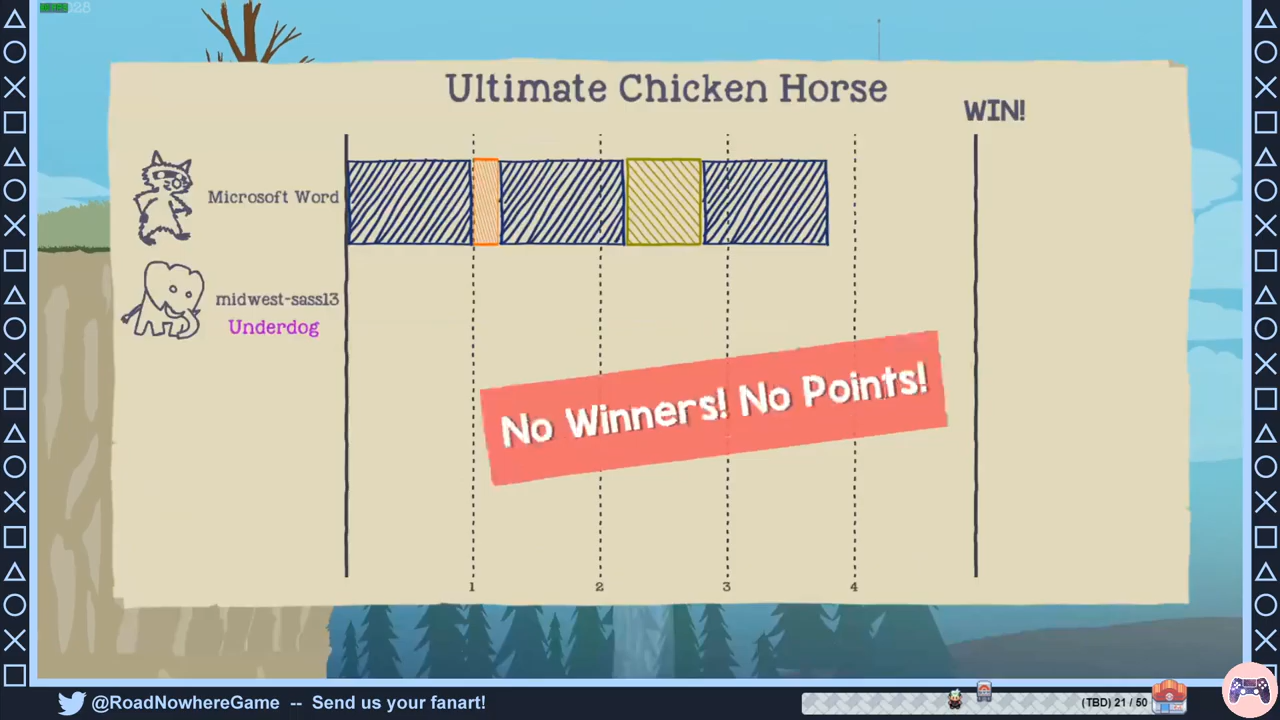 Ultimate Chicken Horse
WIN!
Microsoft Word
midwest-sass13
Underdog
No Winners! No Points!
1 2 3 4
@RoadNowhereGame -- Send us your fanart!
(TBD) 21 / 50